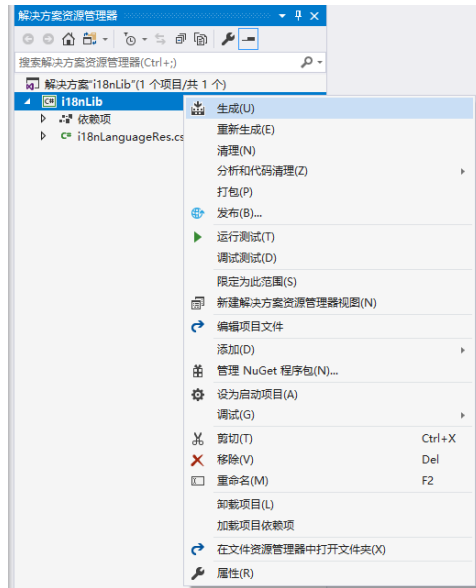 解决方案资源管理器
搜索解决方案资源管理器(Ctrl+;)
解决方案"i18nLib"(1 个项目/共 1 个)
C# i18nLib
依赖项
C# i18nLanguageRes.cs
生成(U)
重新生成(E)
清理(N)
分析和代码清理(Z)
打包(P)
发布(B)...
运行测试(T)
调试测试(D)
限定为此范围(S)
新建解决方案资源管理器视图(N)
编辑项目文件
添加(D)
管理 NuGet 程序包(N)...
设为启动项目(A)
调试(G)
剪切(T) Ctrl+X
移除(V) Del
重命名(M) F2
卸载项目(L)
加载项目依赖项
在文件资源管理器中打开文件夹(X)
属性(R)